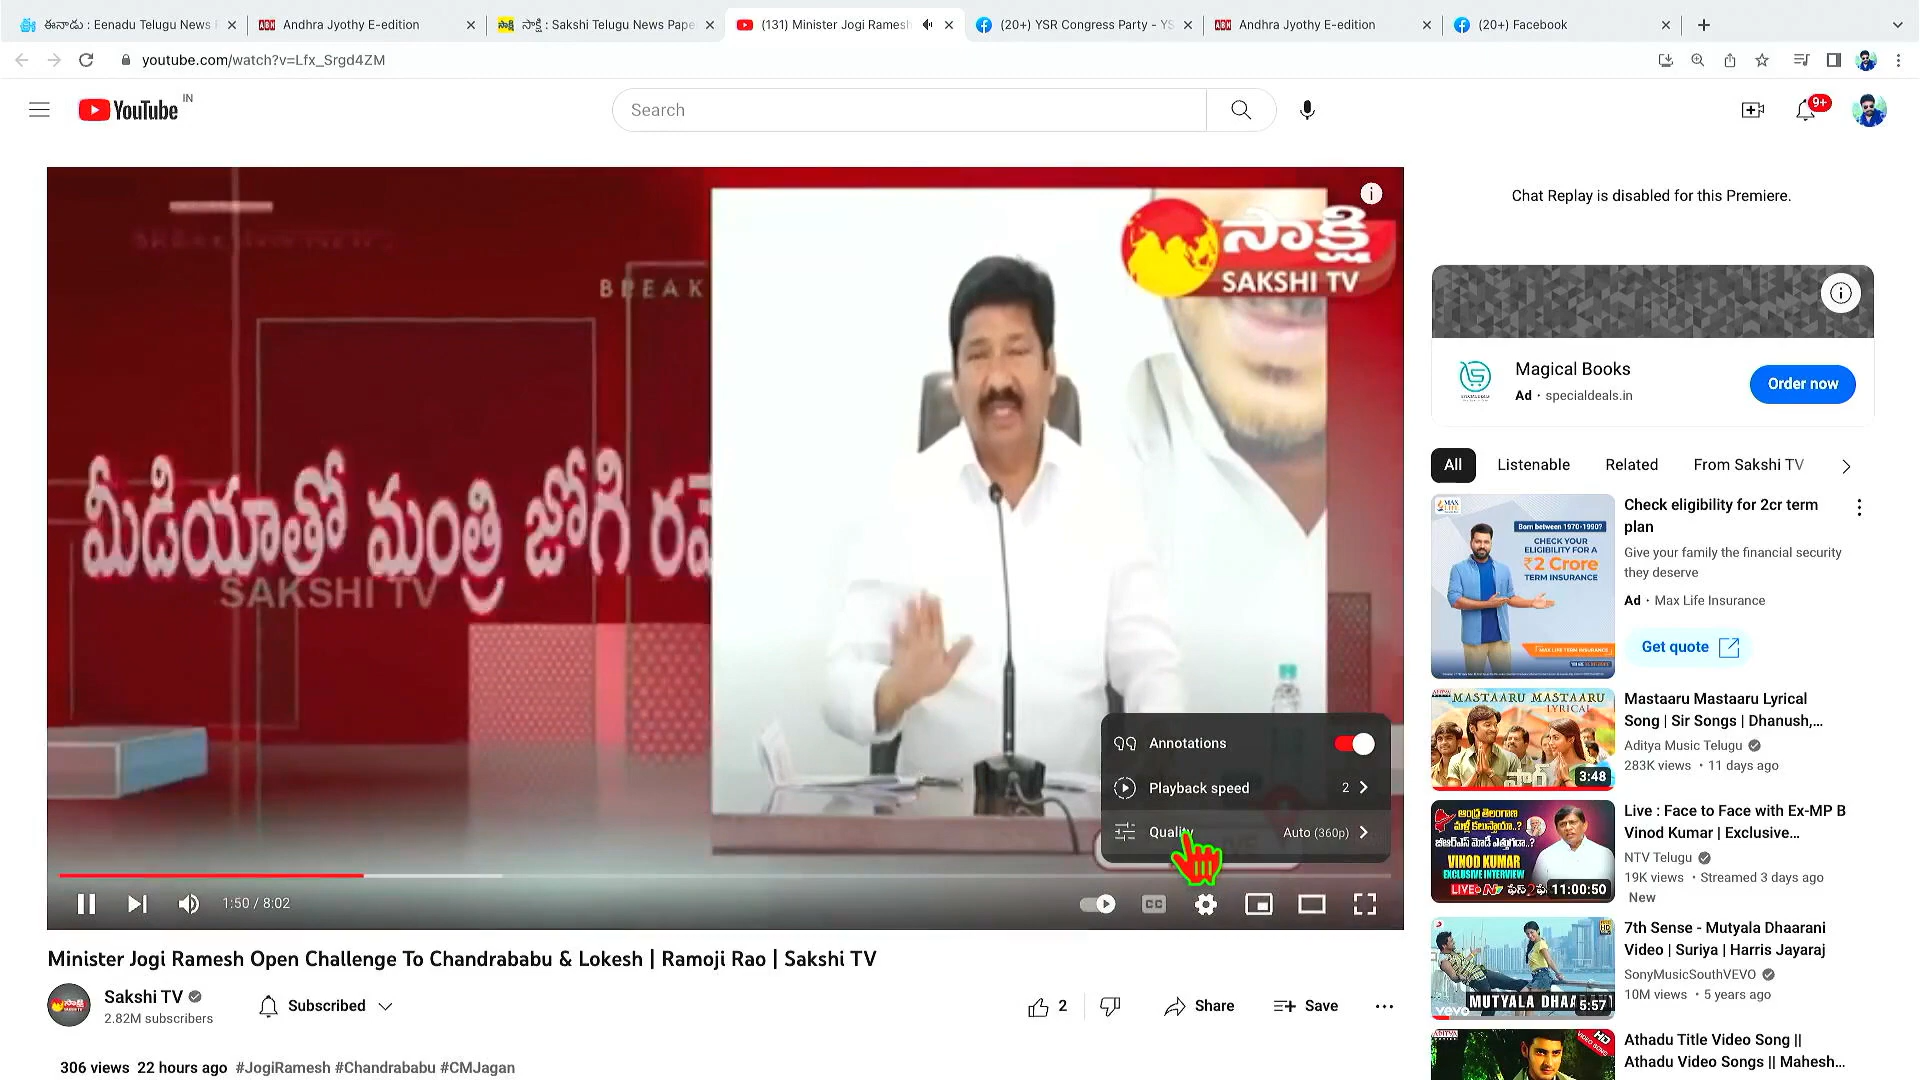 ఈనాడు : Eenadu Telugu News
Andhra Jyothy E-edition
సాక్షి : Sakshi Telugu News Pape
(131) Minister Jogi Ramesh
(20+) YSR Congress Party - YS
Andhra Jyothy E-edition
(20+) Facebook
youtube.com/watch?v=Lfx_Srgd4ZM
YouTube IN
Search
9+
సాక్షి
SAKSHI TV
BREAK
మీడియాతో మంత్రి జోగి
SAKSHI TV
Annotations
Playback speed 2
Quality Auto (360p)
1:50 / 8:02
CC
Minister Jogi Ramesh Open Challenge To Chandrababu & Lokesh | Ramoji Rao | Sakshi TV
Sakshi TV
2.82M subscribers
Subscribed
2
Share
Save
306 views 22 hours ago #JogiRamesh #Chandrababu #CMJagan
Chat Replay is disabled for this Premiere.
Magical Books
Ad · specialdeals.in
Order now
All
Listenable
Related
From Sakshi TV
MAX LIFE
Born between 1970-1990?
CHECK YOUR
ELIGIBILITY FOR A
₹2 Crore
TERM INSURANCE
Check eligibility for 2cr term
plan
Give your family the financial security
they deserve
Ad · Max Life Insurance
Get quote
MASTAARU MASTAARU
LYRICAL
సార్
3:48
Mastaaru Mastaaru Lyrical
Song | Sir Songs | Dhanush,...
Aditya Music Telugu
283K views · 11 days ago
VINOD KUMAR
EXCLUSIVE INTERVIEW
LIVE
11:00:50
Live : Face to Face with Ex-MP B
Vinod Kumar | Exclusive...
NTV Telugu
19K views · Streamed 3 days ago
New
HD
MUTYALA DHAA
vevo
5:57
7th Sense - Mutyala Dhaarani
Video | Suriya | Harris Jayaraj
SonyMusicSouthVEVO
10M views · 5 years ago
ADITYA
HD
VIDEO SONG
Athadu Title Video Song ||
Athadu Video Songs || Mahesh...